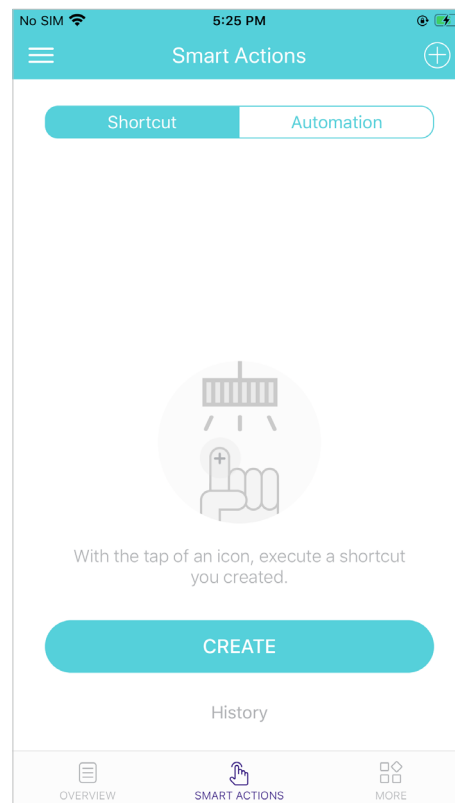 No SIM 5:25 PM
Smart Actions
Shortcut Automation
With the tap of an icon, execute a shortcut
you created.
CREATE
History
OVERVIEW SMART ACTIONS MORE